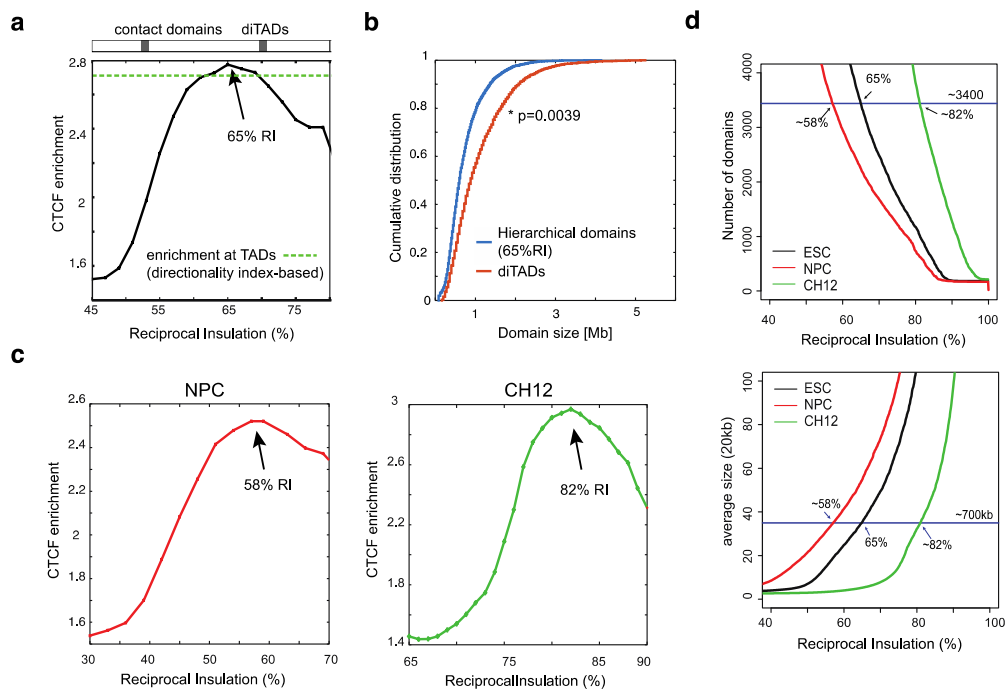 a
contact domains
diTADs
2.8
2.4
2
1.6
CTCF enrichment
65% RI
enrichment at TADs
(directionality index-based)
45
55
65
75
Reciprocal Insulation (%)
b
1
0.8
0.6
0.4
0.2
0
Cumulative distribution
* p=0.0039
Hierarchical domains
(65%RI)
diTADs
1
3
5
Domain size [Mb]
c
NPC
2.6
2.4
2.2
2
1.8
1.6
1.4
CTCF enrichment
58% RI
30
40
50
60
70
Reciprocal Insulation (%)
CH12
3
2.6
2.2
1.8
1.4
CTCF enrichment
82% RI
65
75
85
90
ReciprocalInsulation (%)
d
4000
3000
2000
1000
0
Number of domains
65%
~3400
~58%
~82%
ESC
NPC
CH12
40
60
80
100
Reciprocal Insulation (%)
100
80
60
40
20
0
average size (20kb)
ESC
NPC
CH12
~58%
~700kb
65%
~82%
40
60
80
100
Reciprocal Insulation (%)